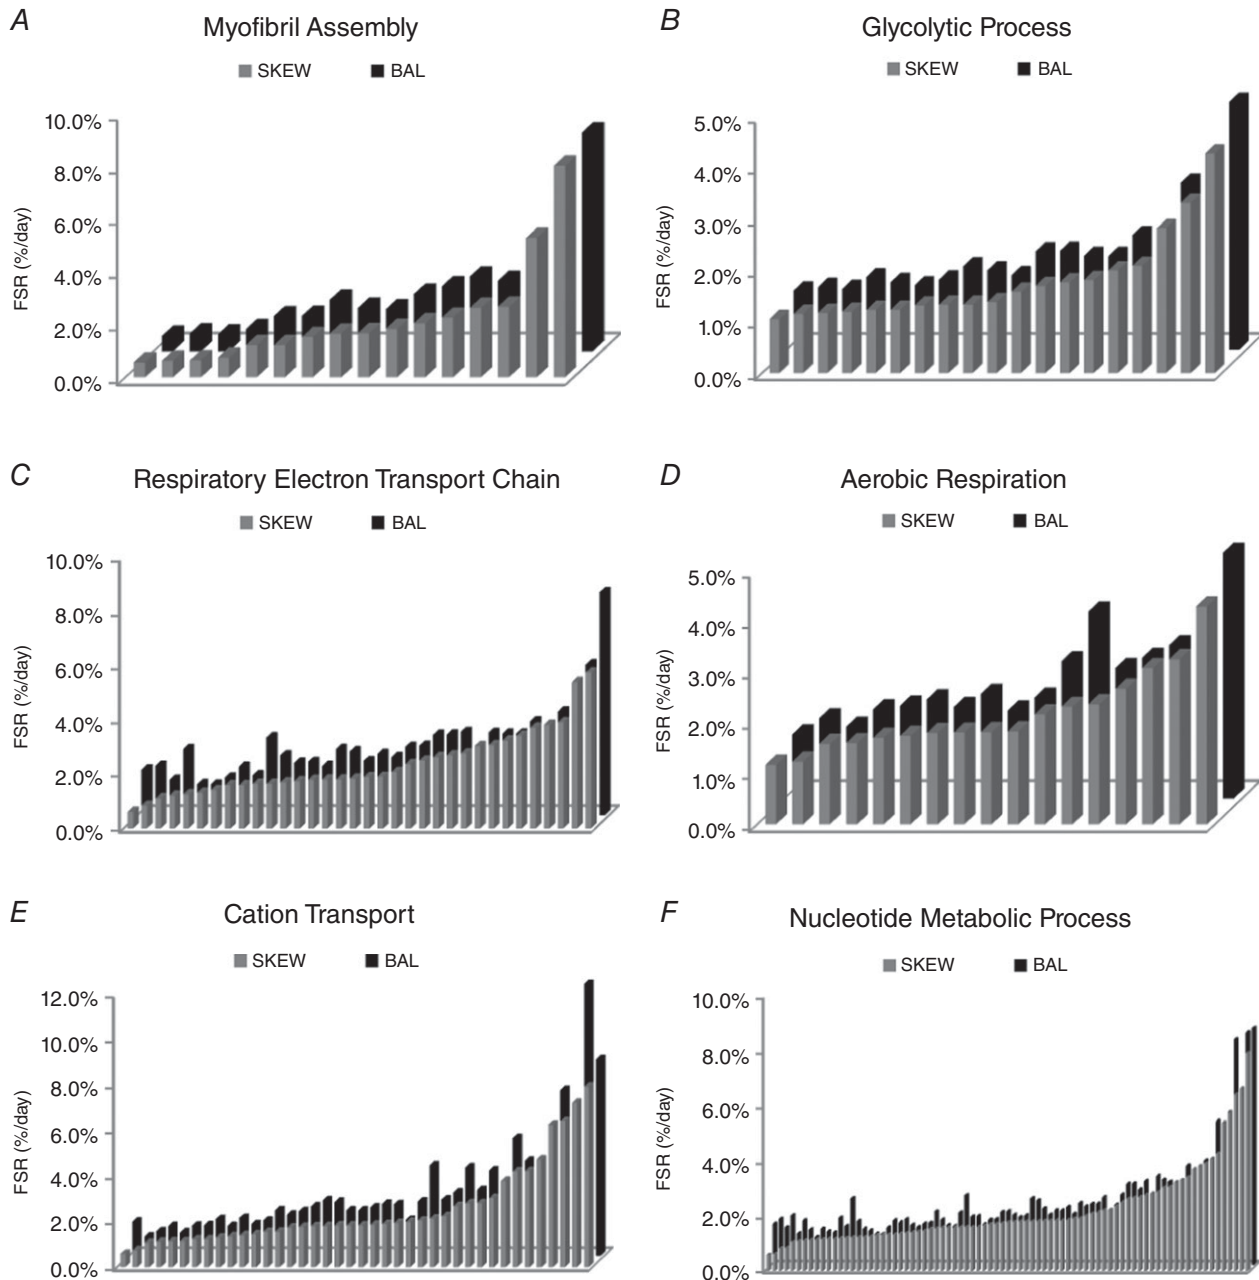 A
Myofibril Assembly
SKEW BAL
10.0%
8.0%
6.0%
4.0%
2.0%
0.0%
FSR (%/day)
B
Glycolytic Process
SKEW BAL
5.0%
4.0%
3.0%
2.0%
1.0%
0.0%
FSR (%/day)
C
Respiratory Electron Transport Chain
SKEW BAL
10.0%
8.0%
6.0%
4.0%
2.0%
0.0%
FSR (%/day)
D
Aerobic Respiration
SKEW BAL
5.0%
4.0%
3.0%
2.0%
1.0%
0.0%
FSR (%/day)
E
Cation Transport
SKEW BAL
12.0%
10.0%
8.0%
6.0%
4.0%
2.0%
0.0%
FSR (%/day)
F
Nucleotide Metabolic Process
SKEW BAL
10.0%
8.0%
6.0%
4.0%
2.0%
0.0%
FSR (%/day)